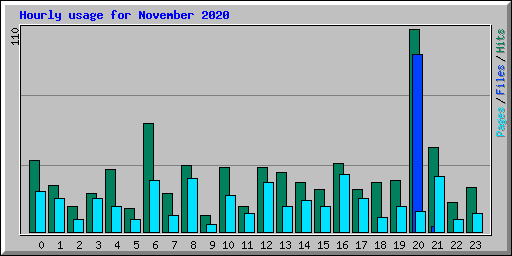 Hourly usage for November 2020
110
Pages/Files/Hits
0 1 2 3 4 5 6 7 8 9 10 11 12 13 14 15 16 17 18 19 20 21 22 23